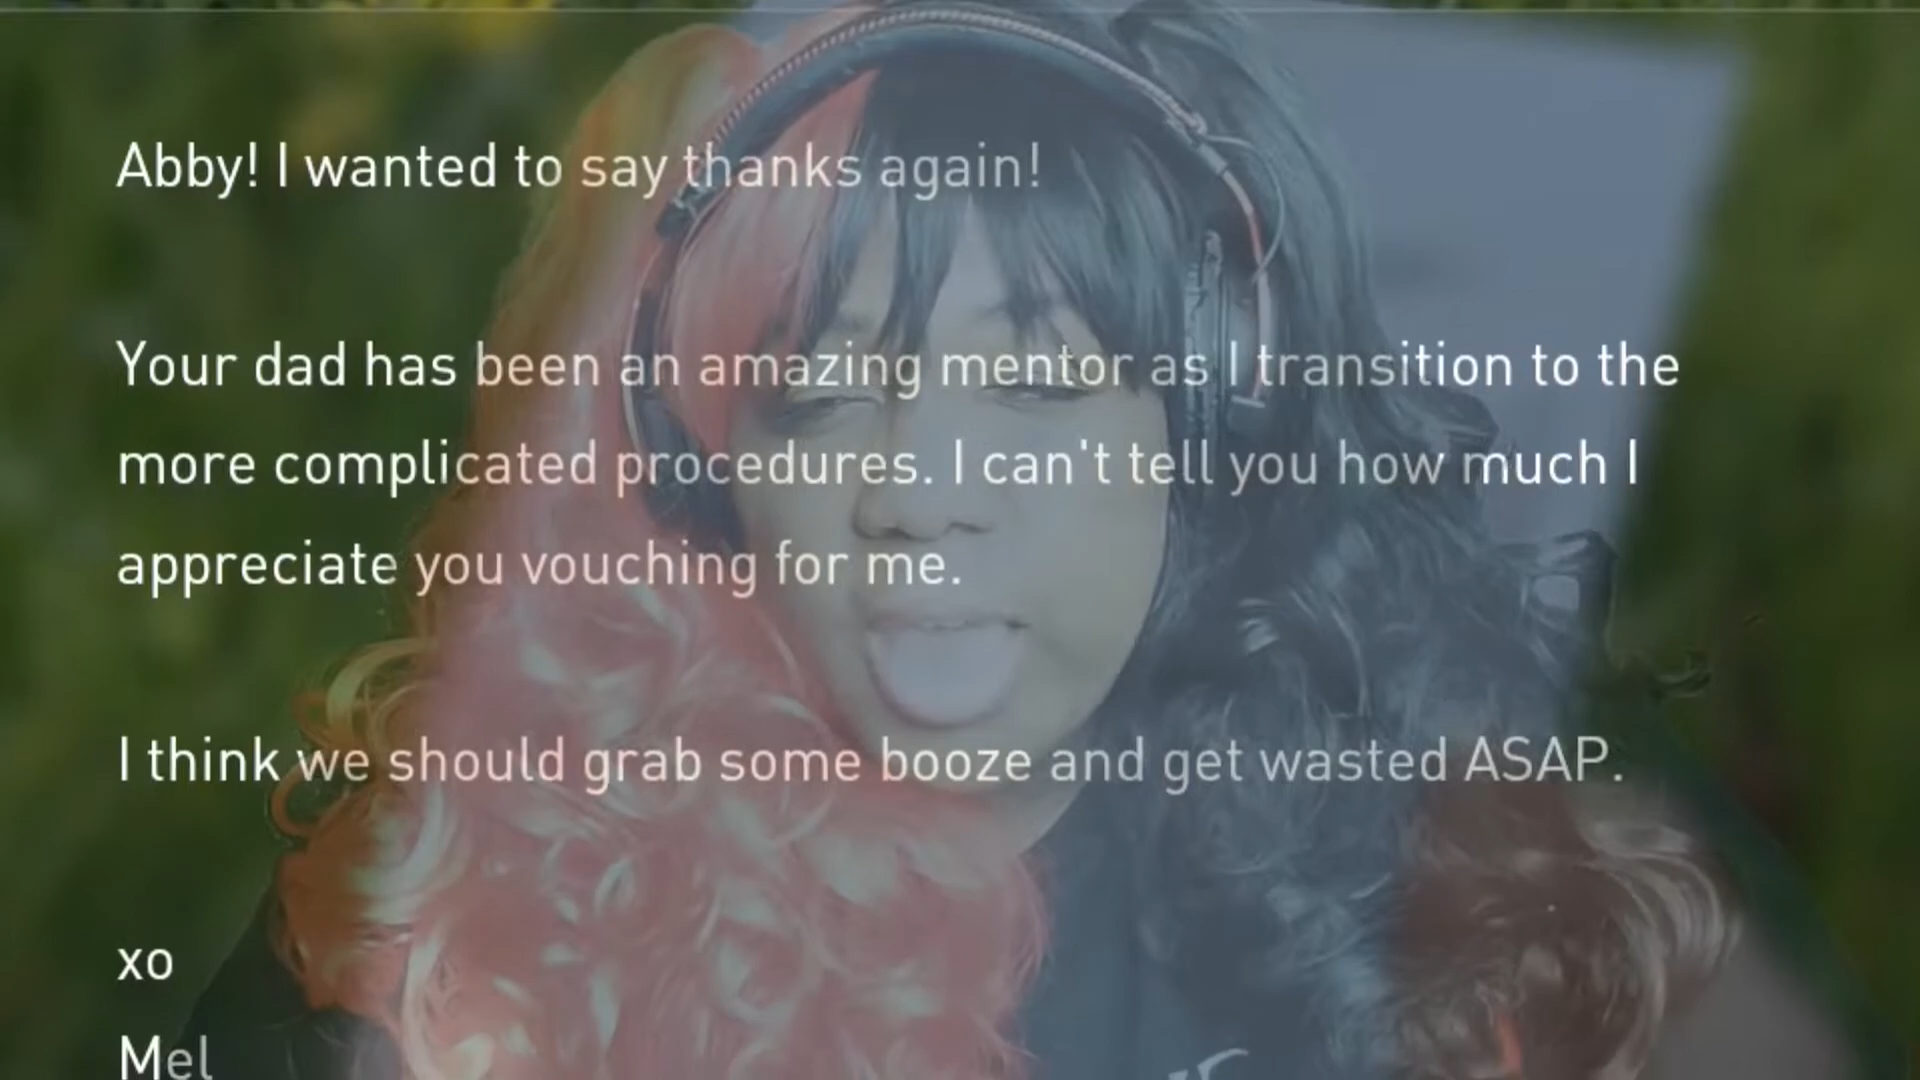 Abby! I wanted to say thanks again!
Your dad has been an amazing mentor as I transition to the
more complicated procedures. I can't tell you how much I
appreciate you vouching for me.
I think we should grab some booze and get wasted ASAP.
xo
Mel